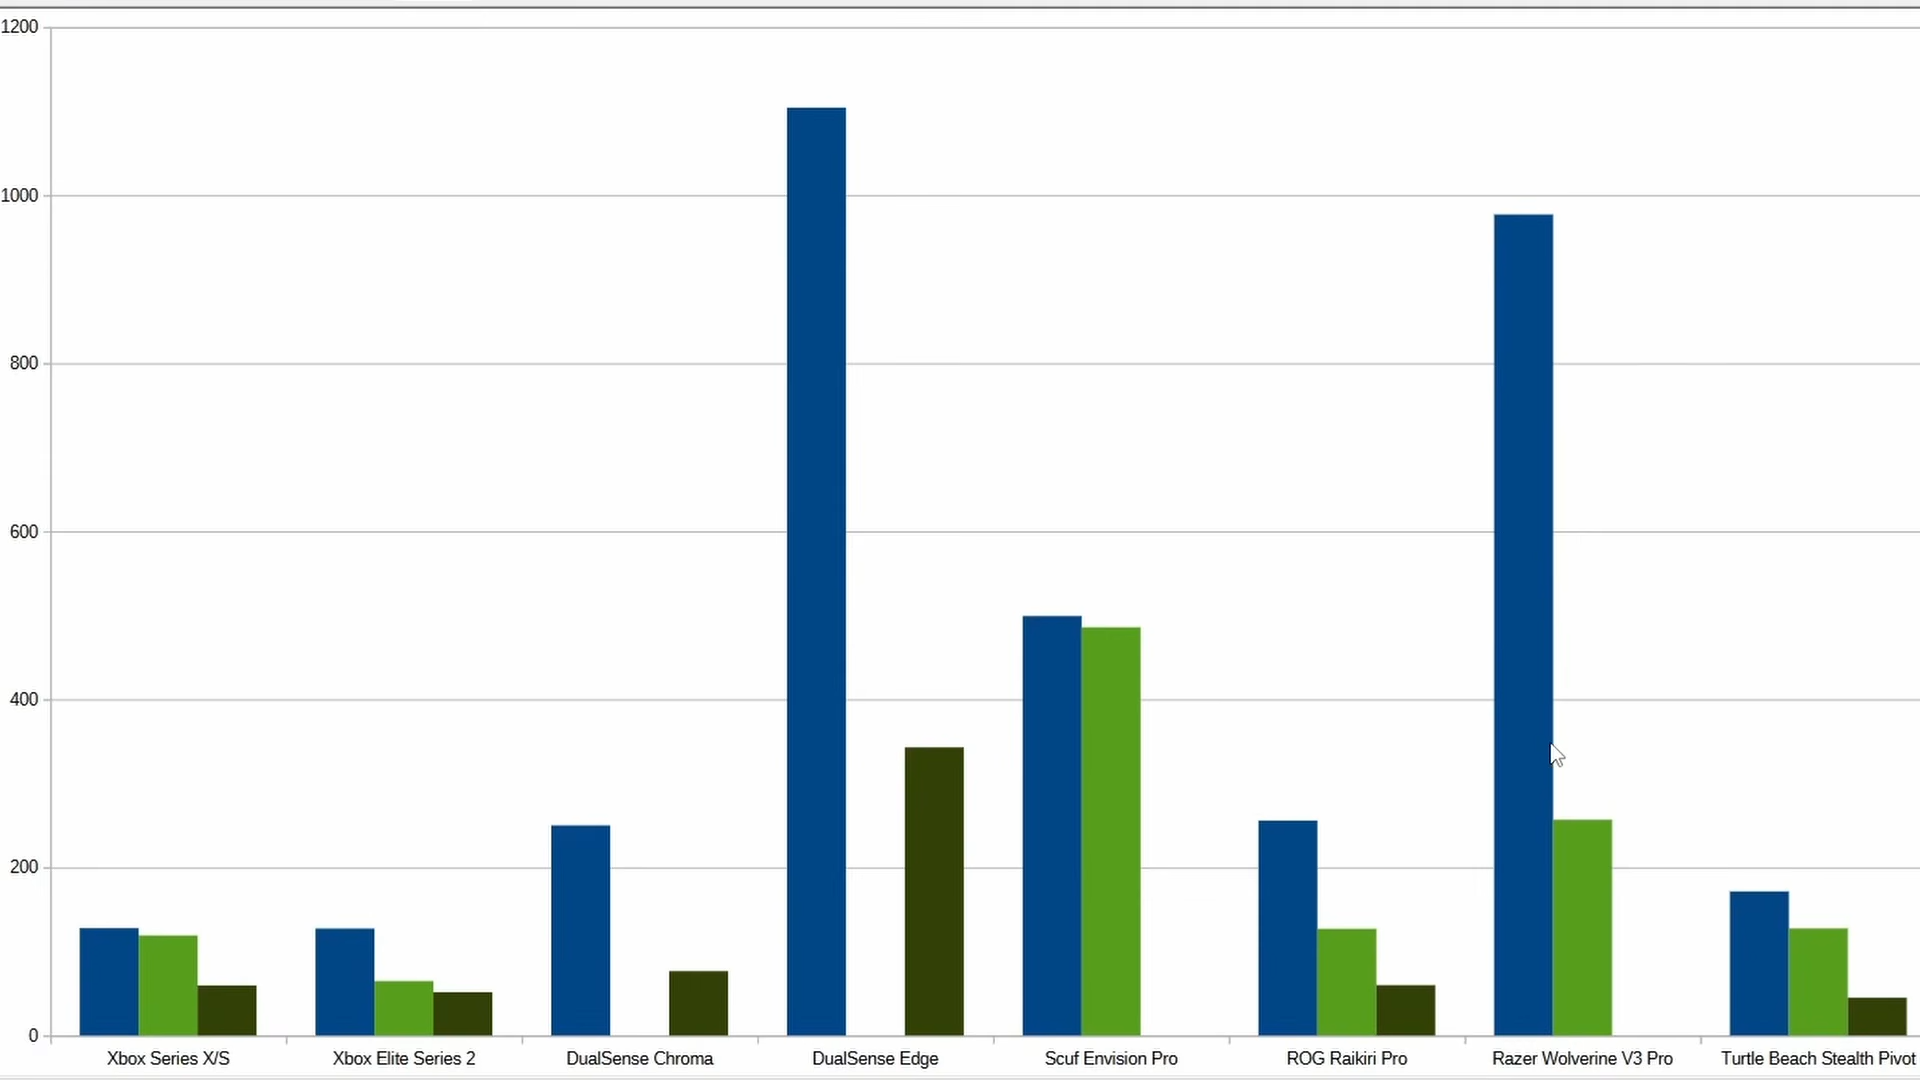 1200
1000
800
600
400
200
0
Xbox Series X/S
Xbox Elite Series 2
DualSense Chroma
DualSense Edge
Scuf Envision Pro
ROG Raikiri Pro
Razer Wolverine V3 Pro
Turtle Beach Stealth Pivot